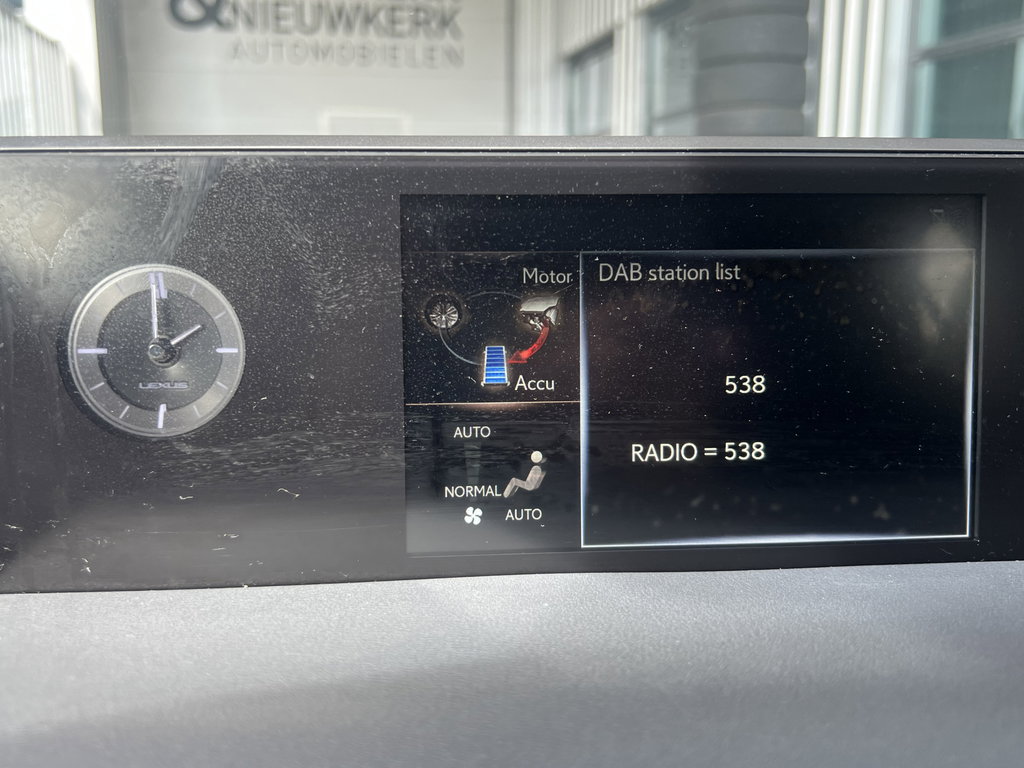 &NIEUWKERK
AUTOMOBIELEN
LEXUS
Motor
Accu
AUTO
NORMAL
AUTO
DAB station list
538
RADIO = 538